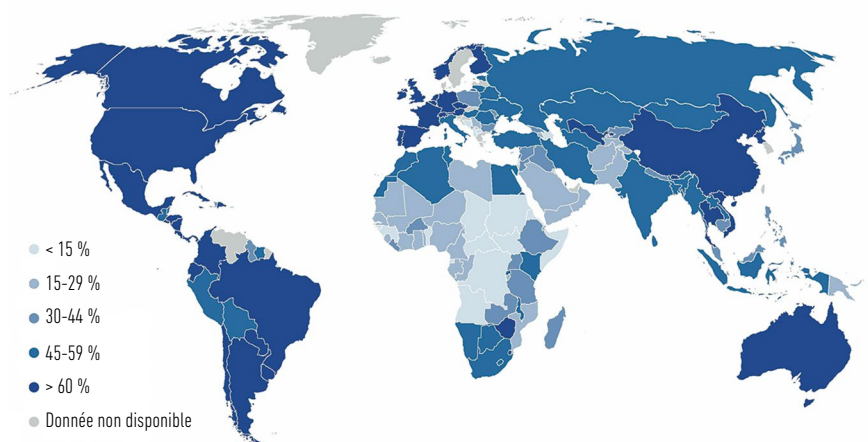 < 15 %
15-29 %
30-44 %
45-59 %
> 60 %
Donnée non disponible